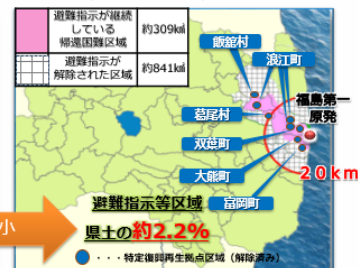 避難指示が継続
している
帰還困難区域
約309㎢
避難指示が
解除された区域
約841㎢
飯舘村
浪江町
福島第一
原発
葛尾村
双葉町
大熊町
富岡町
20km
避難指示等区域
県土の約2.2%
小
・・・特定復興再生拠点区域（解除済み）